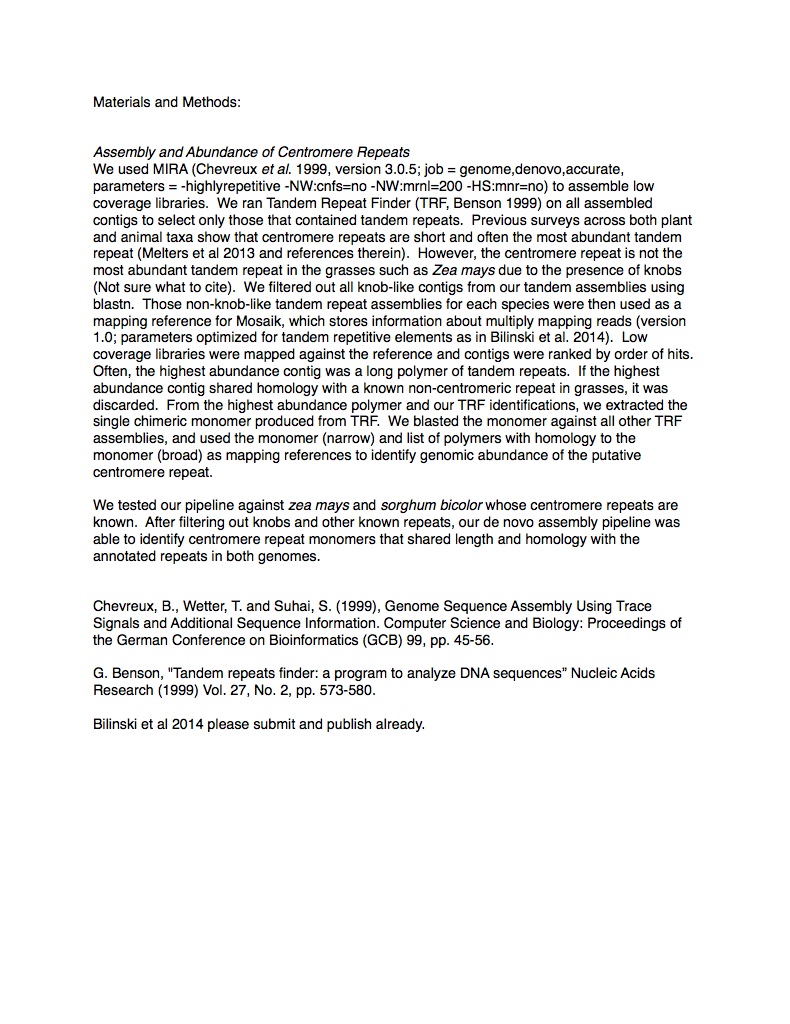 Materials and Methods:
Assembly and Abundance of Centromere Repeats
We used MIRA (Chevreux et al. 1999, version 3.0.5; job = genome,denovo,accurate,
parameters = -highlyrepetitive -NW:cnfs=no -NW:mrnl=200 -HS:mnr=no) to assemble low
coverage libraries.  We ran Tandem Repeat Finder (TRF, Benson 1999) on all assembled
contigs to select only those that contained tandem repeats.  Previous surveys across both plant
and animal taxa show that centromere repeats are short and often the most abundant tandem
repeat (Melters et al 2013 and references therein).  However, the centromere repeat is not the
most abundant tandem repeat in the grasses such as Zea mays due to the presence of knobs
(Not sure what to cite).  We filtered out all knob-like contigs from our tandem assemblies using
blastn.  Those non-knob-like tandem repeat assemblies for each species were then used as a
mapping reference for Mosaik, which stores information about multiply mapping reads (version
1.0; parameters optimized for tandem repetitive elements as in Bilinski et al. 2014).  Low
coverage libraries were mapped against the reference and contigs were ranked by order of hits.
Often, the highest abundance contig was a long polymer of tandem repeats.  If the highest
abundance contig shared homology with a known non-centromeric repeat in grasses, it was
discarded.  From the highest abundance polymer and our TRF identifications, we extracted the
single chimeric monomer produced from TRF.  We blasted the monomer against all other TRF
assemblies, and used the monomer (narrow) and list of polymers with homology to the
monomer (broad) as mapping references to identify genomic abundance of the putative
centromere repeat.
We tested our pipeline against zea mays and sorghum bicolor whose centromere repeats are
known.  After filtering out knobs and other known repeats, our de novo assembly pipeline was
able to identify centromere repeat monomers that shared length and homology with the
annotated repeats in both genomes.
Chevreux, B., Wetter, T. and Suhai, S. (1999), Genome Sequence Assembly Using Trace
Signals and Additional Sequence Information. Computer Science and Biology: Proceedings of
the German Conference on Bioinformatics (GCB) 99, pp. 45-56.
G. Benson, "Tandem repeats finder: a program to analyze DNA sequences” Nucleic Acids
Research (1999) Vol. 27, No. 2, pp. 573-580.
Bilinski et al 2014 please submit and publish already.